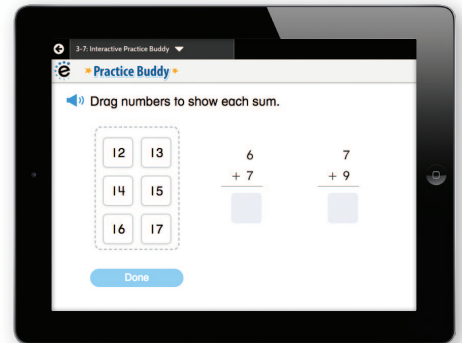 3-7: Interactive Practice Buddy
e Practice Buddy
Drag numbers to show each sum.
12 13
14 15
16 17
6
+ 7
7
+ 9
Done